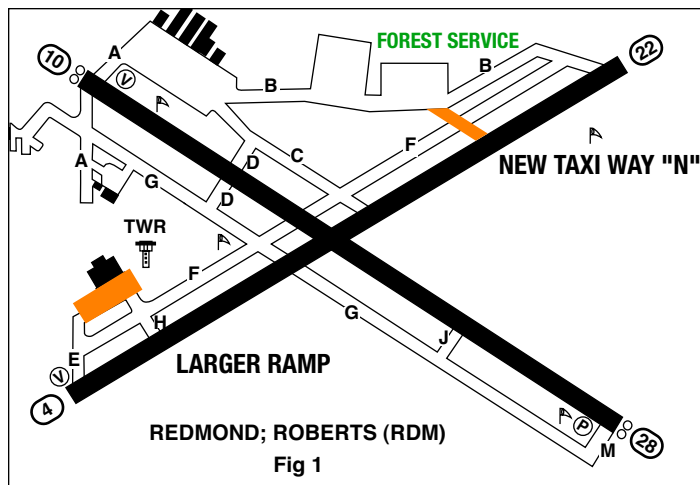 FOREST SERVICE
22
10
A
V
B
B
F
C
D
A
G
D
NEW TAXI WAY "N"
TWR
F
H
G
J
E
LARGER RAMP
V
4
P
M
28
REDMOND; ROBERTS (RDM)
Fig 1